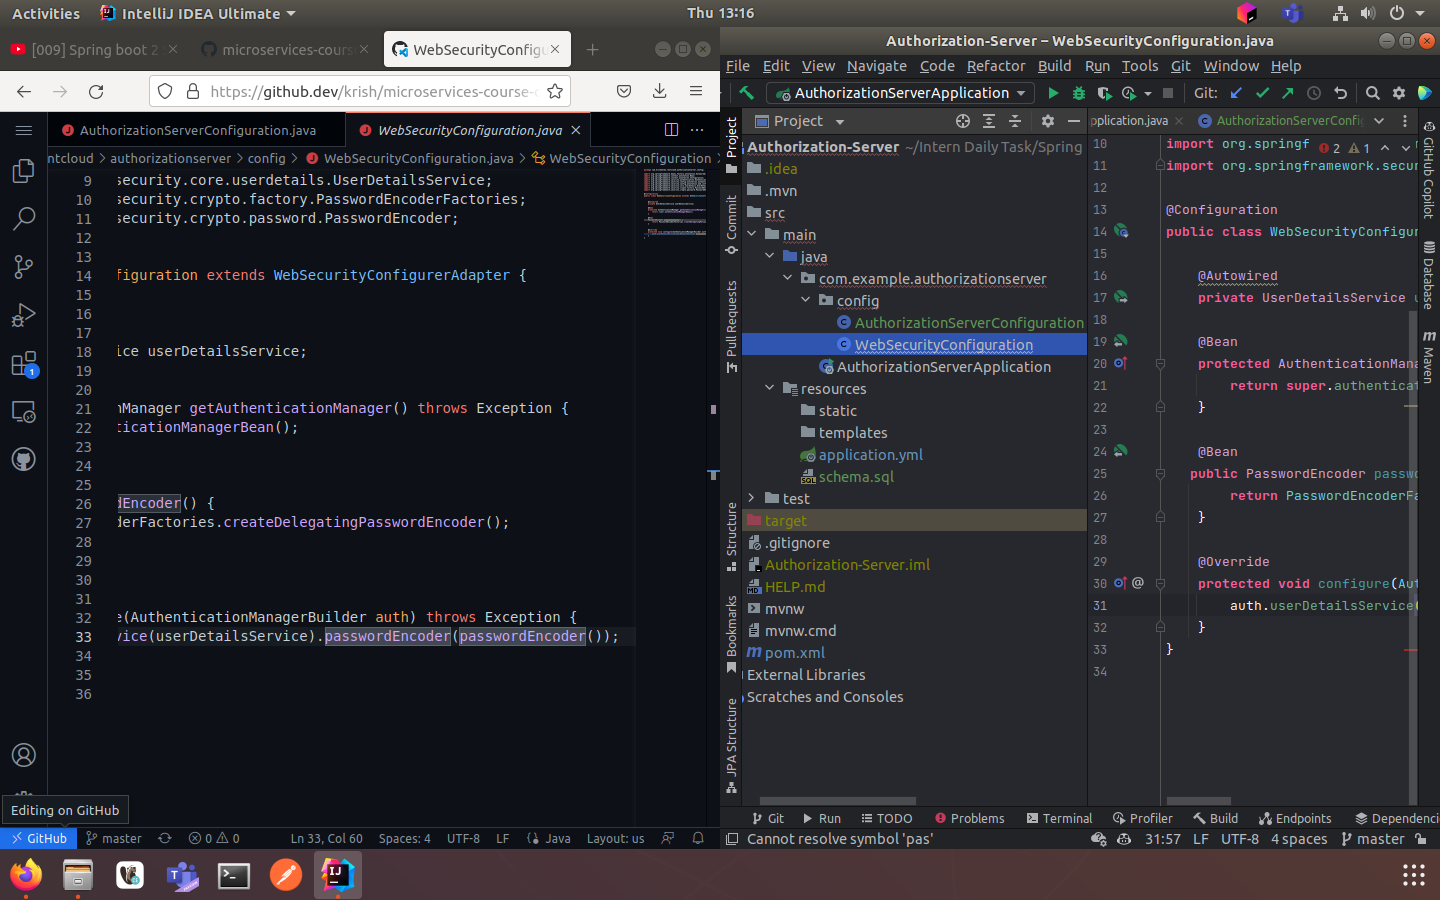 Activities
IntelliJ IDEA Ultimate
Thu 13:16
[009] Spring boot 2
microservices-cours
WebSecurityConfigu
https://github.dev/krish/microservices-course-
AuthorizationServerConfiguration.java
WebSecurityConfiguration.java
ntcloud > authorizationserver > config > WebSecurityConfiguration.java > WebSecurityConfiguration
9 security.core.userdetails.UserDetailsService;
10 security.crypto.factory.PasswordEncoderFactories;
11 security.crypto.password.PasswordEncoder;
12
13
14 figuration extends WebSecurityConfigurerAdapter {
15
16
17
18 ice userDetailsService;
19
20
21 nManager getAuthenticationManager() throws Exception {
22 ticationManagerBean();
23
24
25
26 dEncoder() {
27 derFactories.createDelegatingPasswordEncoder();
28
29
30
31
32 e(AuthenticationManagerBuilder auth) throws Exception {
33 vice(userDetailsService).passwordEncoder(passwordEncoder());
34
35
36
1
Editing on GitHub
GitHub
master
0 0
Ln 33, Col 60
Spaces: 4
UTF-8
LF
Java
Layout: us
Authorization-Server – WebSecurityConfiguration.java
File Edit View Navigate Code Refactor Build Run Tools Git Window Help
AuthorizationServerApplication
Git:
Project
pplication.java
AuthorizationServerConfi
Project
Commit
Pull Requests
Structure
Bookmarks
JPA Structure
Authorization-Server ~/Intern Daily Task/Spring
.idea
.mvn
src
main
java
com.example.authorizationserver
config
AuthorizationServerConfiguration
WebSecurityConfiguration
AuthorizationServerApplication
resources
static
templates
application.yml
schema.sql
test
target
.gitignore
Authorization-Server.iml
HELP.md
mvnw
mvnw.cmd
pom.xml
External Libraries
Scratches and Consoles
2 1
10 import org.springf
11 import org.springframework.secur
12
13 @Configuration
14 public class WebSecurityConfigur
15
16 @Autowired
17 private UserDetailsService u
18
19 @Bean
20 protected AuthenticationMana
21 return super.authenticat
22 }
23
24 @Bean
25 public PasswordEncoder passw
26 return PasswordEncoderFa
27 }
28
29 @Override
30 protected void configure(Aut
31 auth.userDetailsService(
32 }
33 }
34
GitHub Copilot
Database
Maven
Git
Run
TODO
Problems
Terminal
Profiler
Build
Endpoints
Dependenci
Cannot resolve symbol 'pas'
31:57
LF
UTF-8
4 spaces
master